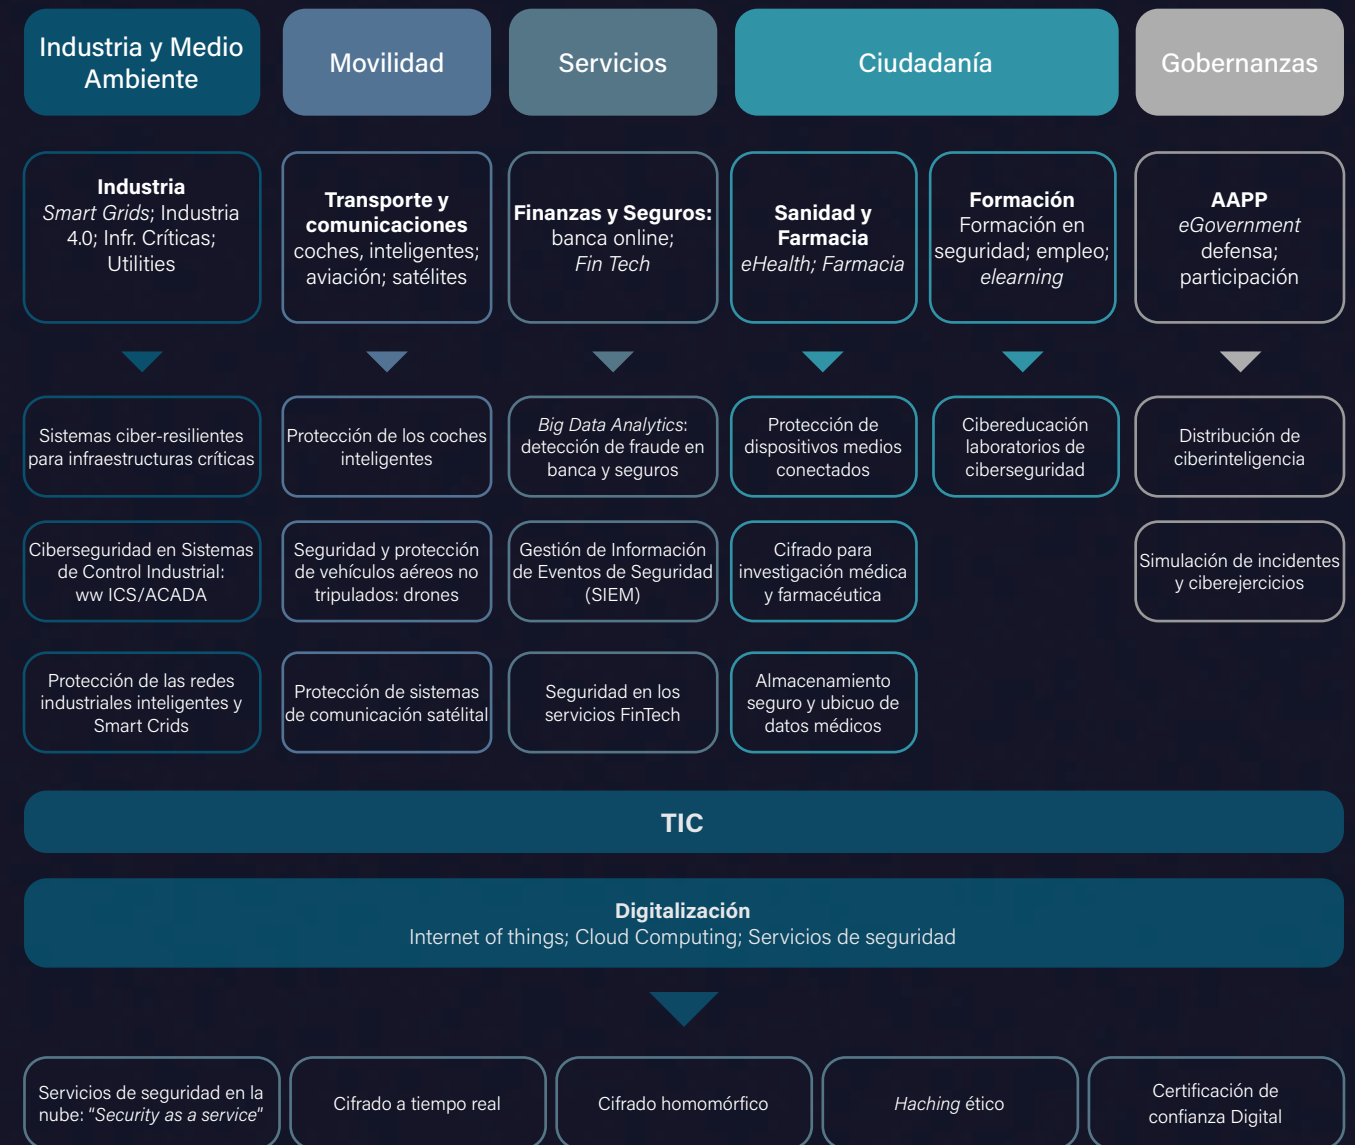 Industria y Medio
Ambiente
Movilidad
Servicios
Ciudadanía
Gobernanzas
Industria
Smart Grids; Industria
4.0; Infr. Críticas;
Utilities
Transporte y
comunicaciones
coches, inteligentes;
aviación; satélites
Finanzas y Seguros:
banca online;
Fin Tech
Sanidad y
Farmacia
eHealth; Farmacia
Formación
Formación en
seguridad; empleo;
elearning
AAPP
eGovernment
defensa;
participación
Sistemas ciber-resilientes
para infraestructuras críticas
Protección de los coches
inteligentes
Big Data Analytics:
detección de fraude en
banca y seguros
Protección de
dispositivos medios
conectados
Cibereducación
laboratorios de
ciberseguridad
Distribución de
ciberinteligencia
Ciberseguridad en Sistemas
de Control Industrial:
ww ICS/ACADA
Seguridad y protección
de vehículos aéreos no
tripulados: drones
Gestión de Información
de Eventos de Seguridad
(SIEM)
Cifrado para
investigación médica
y farmacéutica
Simulación de incidentes
y ciberejercicios
Protección de las redes
industriales inteligentes y
Smart Crids
Protección de sistemas
de comunicación satélital
Seguridad en los
servicios FinTech
Almacenamiento
seguro y ubicuo de
datos médicos
TIC
Digitalización
Internet of things; Cloud Computing; Servicios de seguridad
Servicios de seguridad en la
nube: "Security as a service"
Cifrado a tiempo real
Cifrado homomórfico
Haching ético
Certificación de
confianza Digital